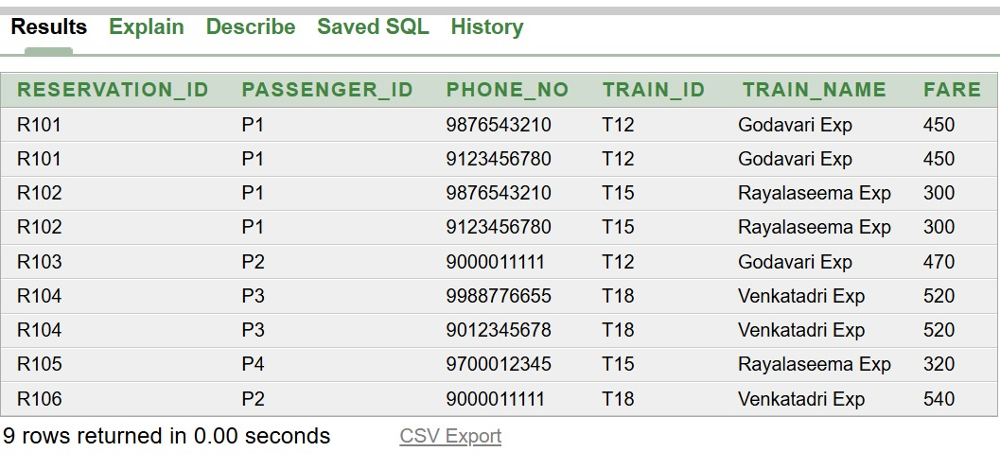 Results Explain Describe Saved SQL History
RESERVATION_ID PASSENGER_ID PHONE_NO TRAIN_ID TRAIN_NAME FARE
R101 P1 9876543210 T12 Godavari Exp 450
R101 P1 9123456780 T12 Godavari Exp 450
R102 P1 9876543210 T15 Rayalaseema Exp 300
R102 P1 9123456780 T15 Rayalaseema Exp 300
R103 P2 9000011111 T12 Godavari Exp 470
R104 P3 9988776655 T18 Venkatadri Exp 520
R104 P3 9012345678 T18 Venkatadri Exp 520
R105 P4 9700012345 T15 Rayalaseema Exp 320
R106 P2 9000011111 T18 Venkatadri Exp 540
9 rows returned in 0.00 seconds CSV Export